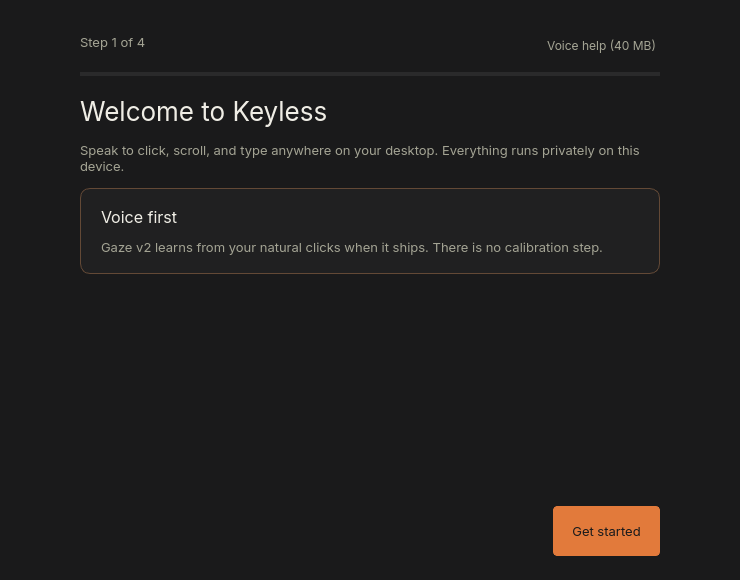 Step 1 of 4
Voice help (40 MB)
Welcome to Keyless
Speak to click, scroll, and type anywhere on your desktop. Everything runs privately on this
device.
Voice first
Gaze v2 learns from your natural clicks when it ships. There is no calibration step.
Get started